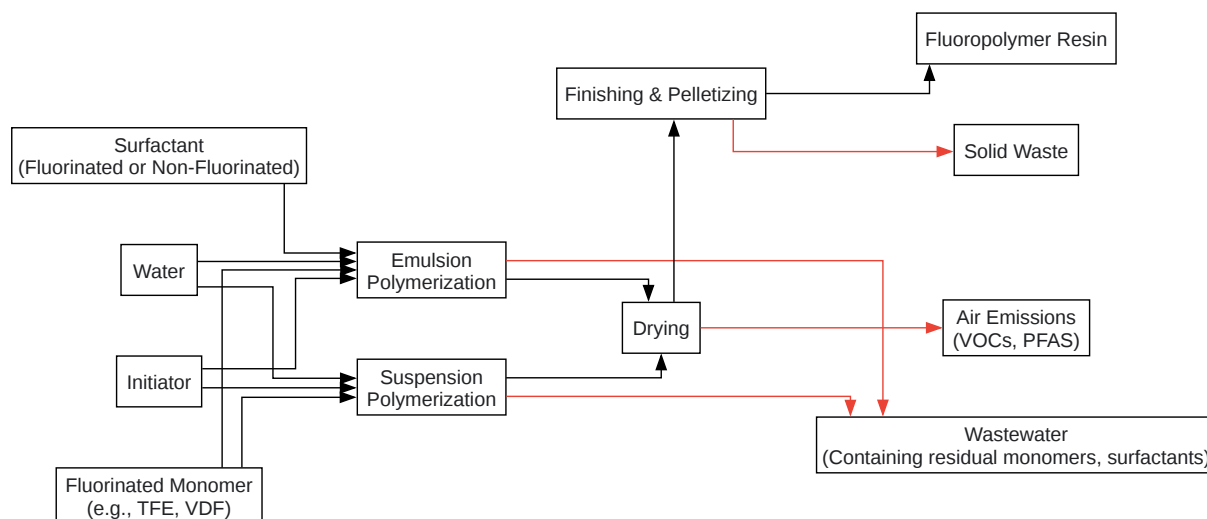 Fluoropolymer Resin
Finishing & Pelletizing
Surfactant
(Fluorinated or Non-Fluorinated)
Solid Waste
Water
Emulsion
Polymerization
Drying
Air Emissions
(VOCs, PFAS)
Initiator
Suspension
Polymerization
Wastewater
(Containing residual monomers, surfactants)
Fluorinated Monomer
(e.g., TFE, VDF)